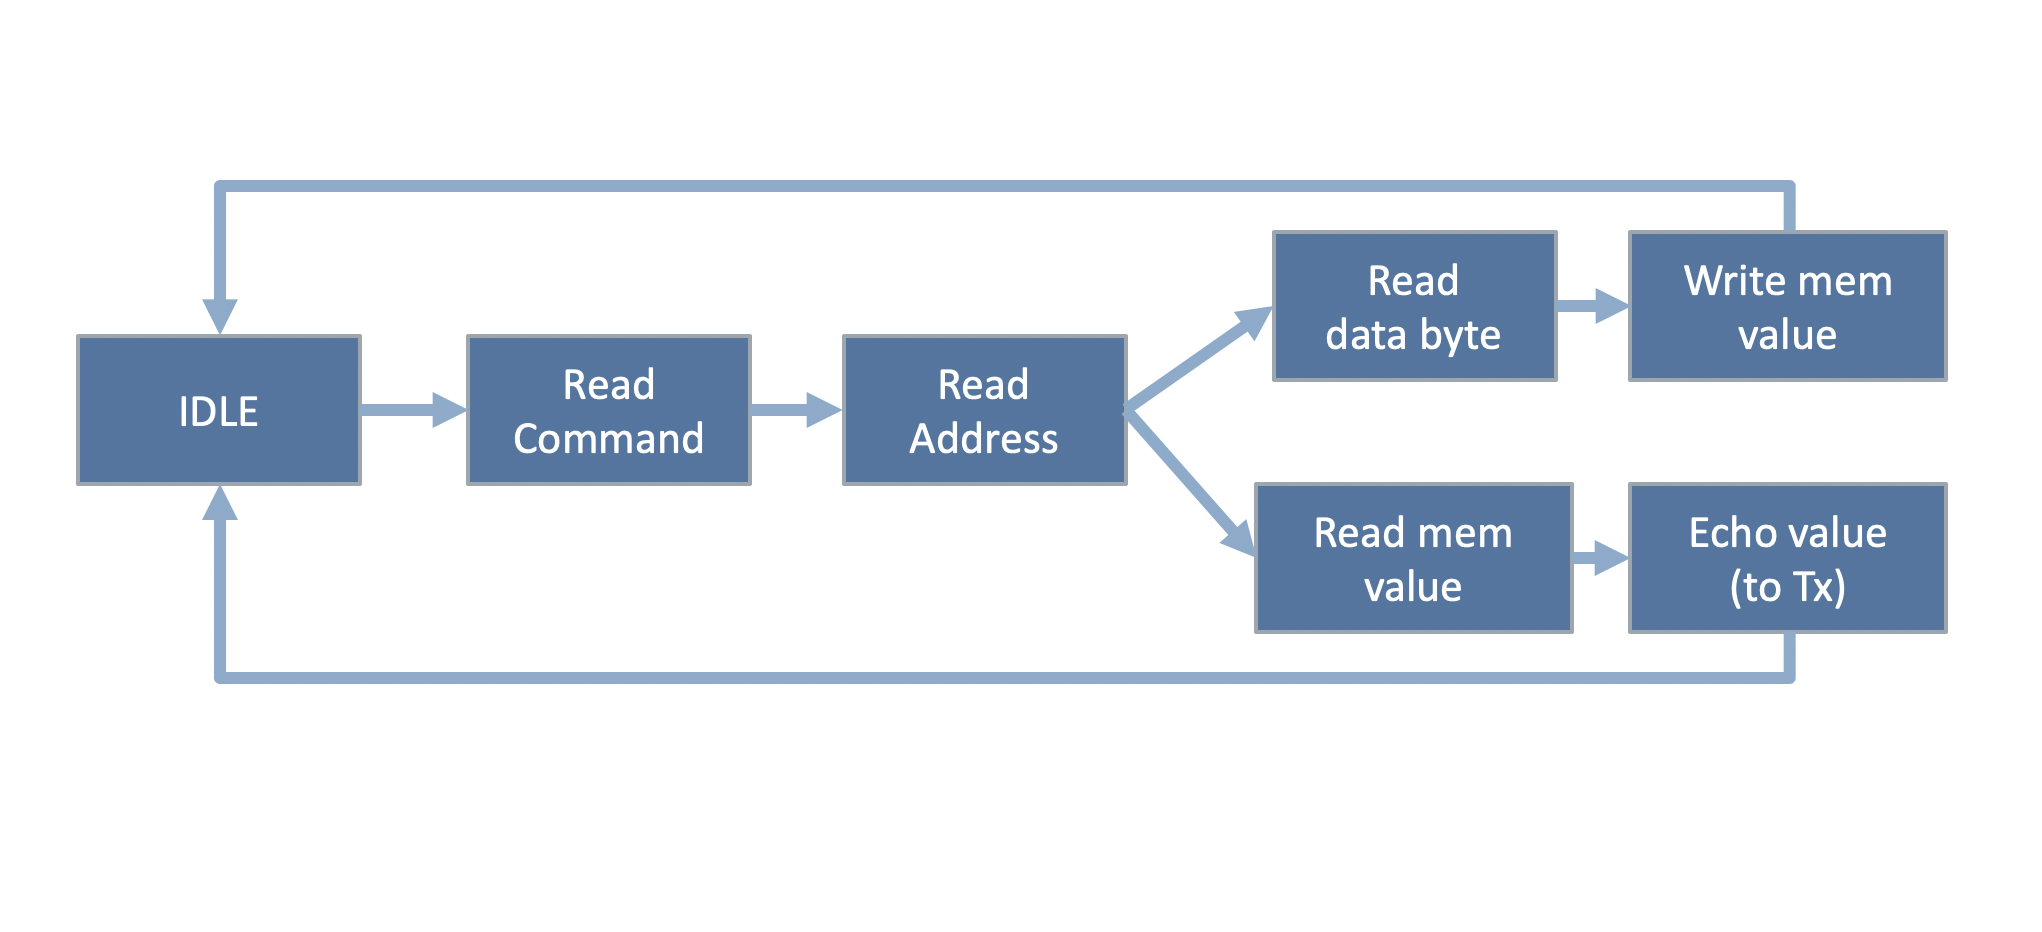 IDLE
Read
Command
Read
Address
Read
data byte
Write mem
value
Read mem
value
Echo value
(to Tx)